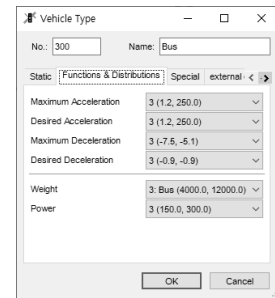 Vehicle Type
No.: 300 Name: Bus
Static Functions & Distributions Special external
Maximum Acceleration 3 (1.2, 250.0)
Desired Acceleration 3 (1.2, 250.0)
Maximum Deceleration 3 (-7.5, -5.1)
Desired Deceleration 3 (-0.9, -0.9)
Weight 3: Bus (4000.0, 12000.0)
Power 3 (150.0, 300.0)
OK Cancel